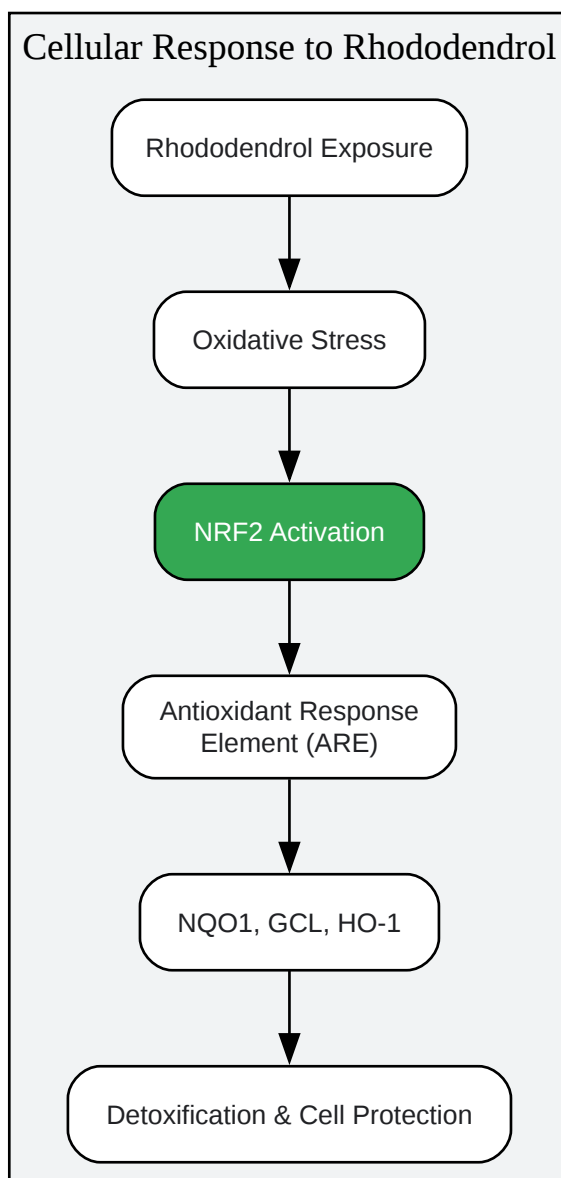 Cellular Response to Rhododendrol
Rhododendrol Exposure
Oxidative Stress
NRF2 Activation
Antioxidant Response
Element (ARE)
NQO1, GCL, HO-1
Detoxification & Cell Protection